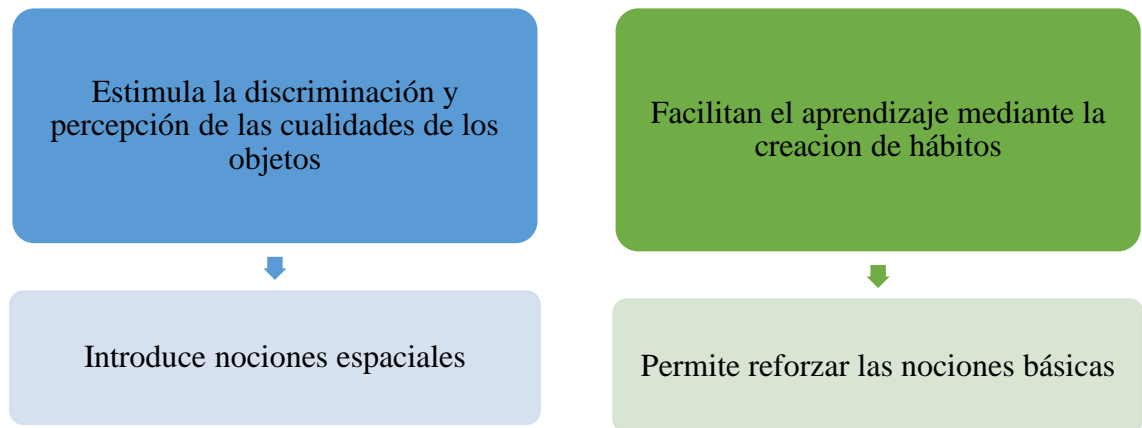 Estimula la discriminación y
percepción de las cualidades de los
objetos
Introduce nociones espaciales
Facilitan el aprendizaje mediante la
creacion de hábitos
Permite reforzar las nociones básicas